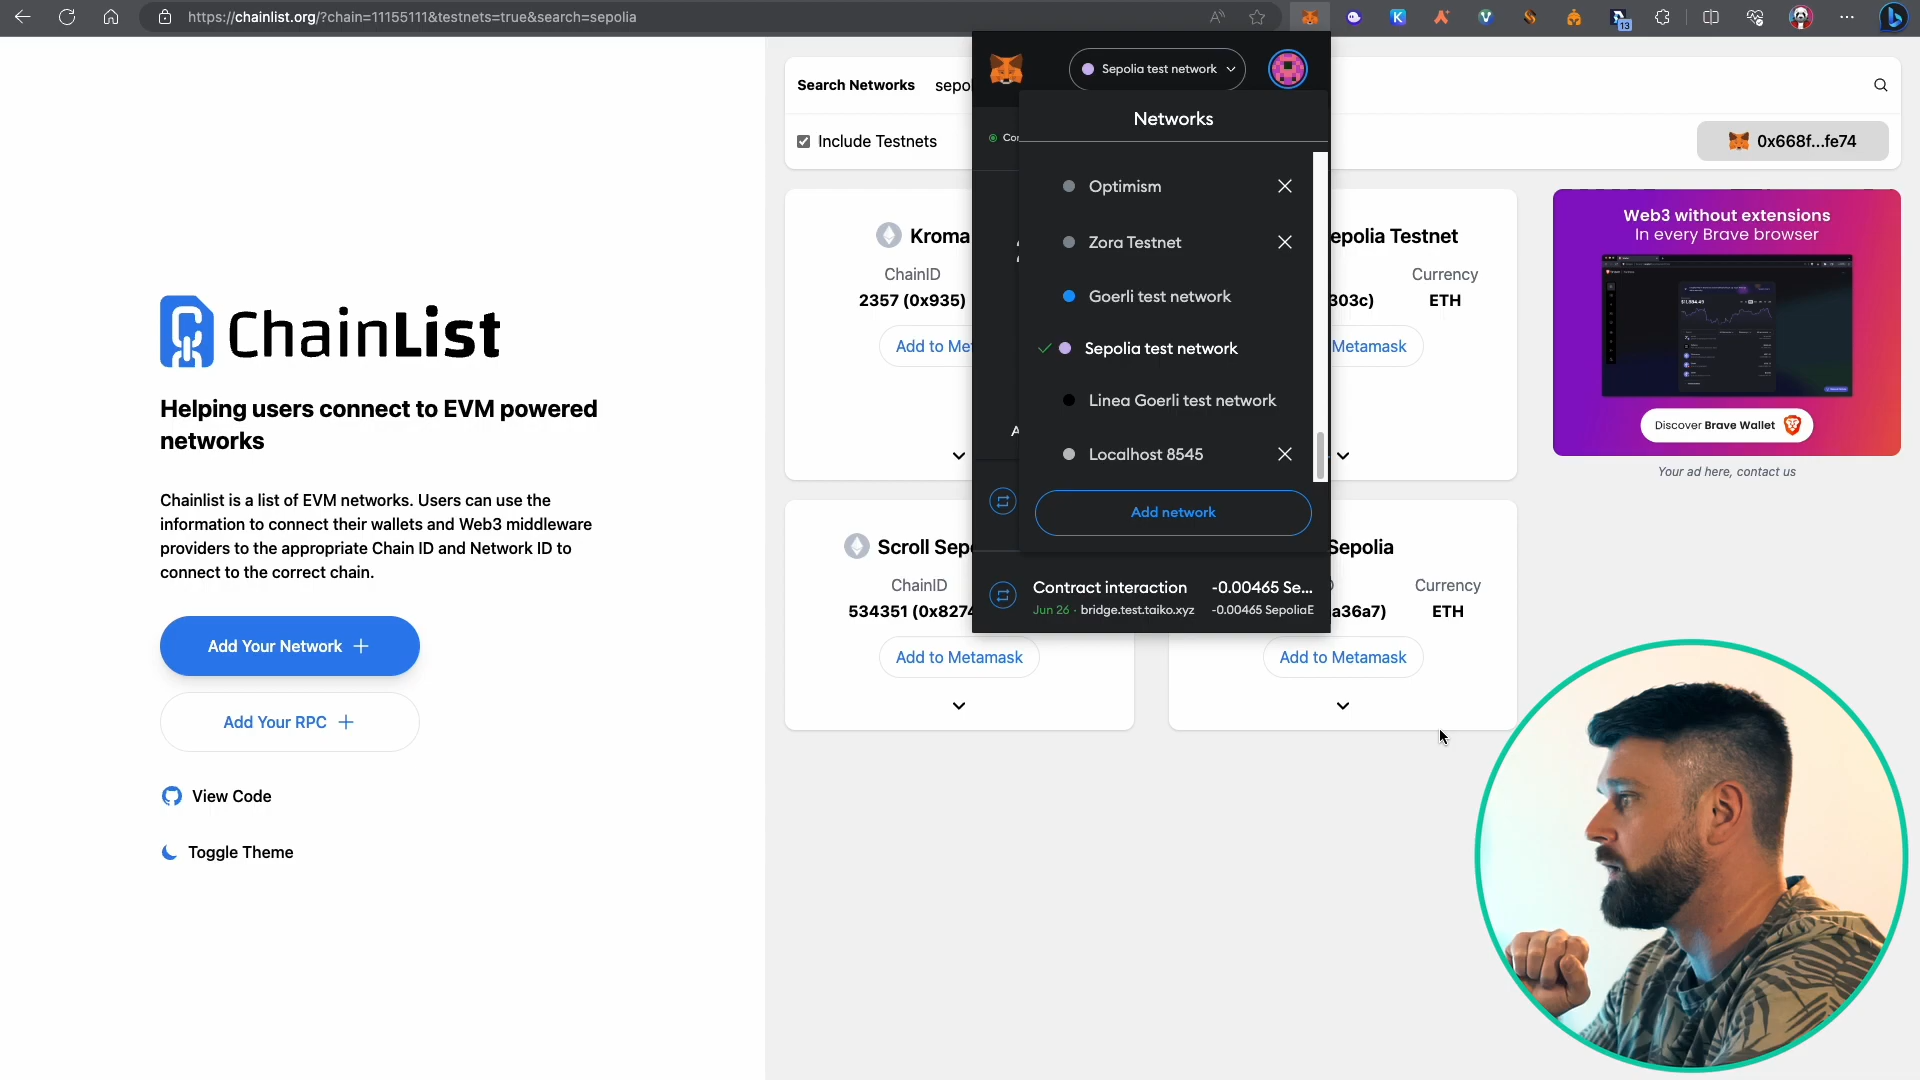 https://chainlist.org/?chain=11155111&testnets=true&search=sepolia
13
ChainList
Helping users connect to EVM powered
networks
Chainlist is a list of EVM networks. Users can use the
information to connect their wallets and Web3 middleware
providers to the appropriate Chain ID and Network ID to
connect to the correct chain.
Add Your Network
Add Your RPC
View Code
Toggle Theme
Search Networks
sepol
Include Testnets
0x668f...fe74
Kroma
ChainID
2357 (0x935)
Add to Me
epolia Testnet
Currency
303c)
ETH
Metamask
Scroll Sep
ChainID
534351 (0x8274
Add to Metamask
Sepolia
Currency
a36a7)
ETH
Add to Metamask
Sepolia test network
Networks
Optimism
Zora Testnet
Goerli test network
Sepolia test network
Linea Goerli test network
Localhost 8545
Add network
Contract interaction
-0.00465 Se...
Jun 26 · bridge.test.taiko.xyz
-0.00465 SepoliaE
Web3 without extensions
In every Brave browser
Discover Brave Wallet
Your ad here, contact us